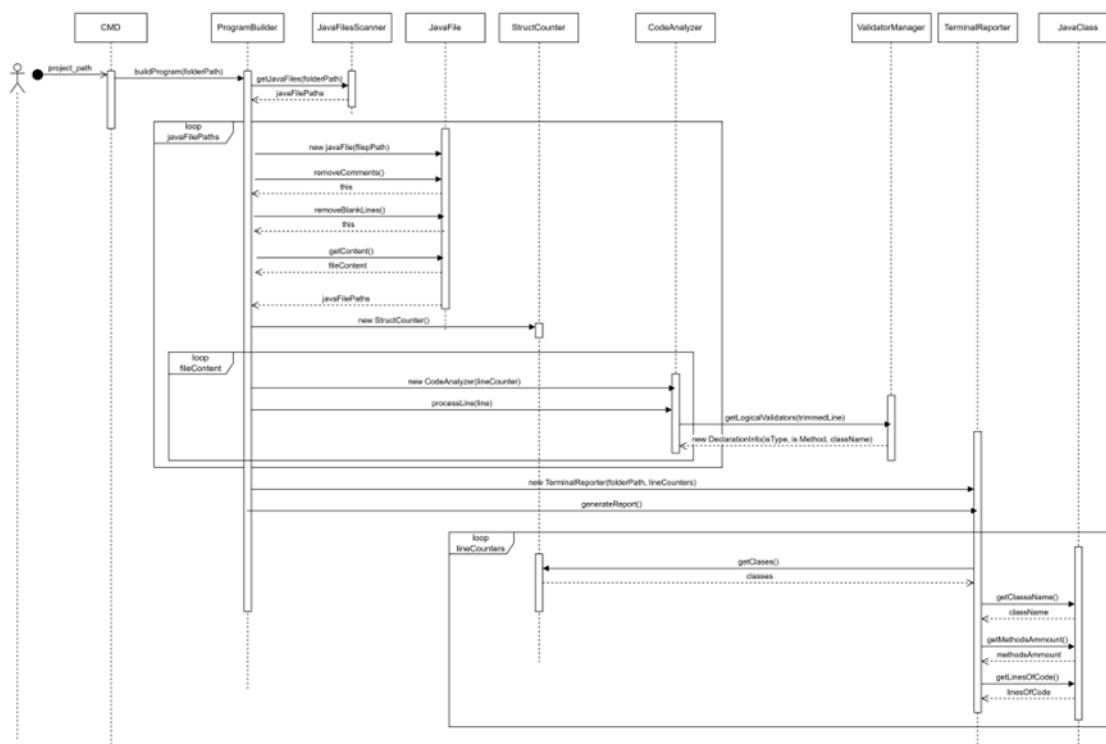 CMD
ProgramBuilder
JavaFilesScanner
JavaFile
StructCounter
CodeAnalyzer
ValidatorManager
TerminalReporter
JavaClass
project_path
buildProgram(folderPath)
getJavaFiles(folderPath)
javaFilePaths
loop
javaFilePaths
new javaFile(filepPath)
removeComments()
this
removeBlankLines()
this
getContent()
fileContent
javaFilePaths
new StructCounter()
loop
fileContent
new CodeAnalyzer(lineCounter)
processLine(line)
getLogicalValidators(trimmedLine)
new DeclarationInfo(isType, is Method, className)
new TerminalReporter(folderPath, lineCounters)
generateReport()
loop
lineCounters
getClases()
classes
getClassaName()
className
getMethodsAmmount()
methodsAmmount
getLinesOfCode()
linesOfCode